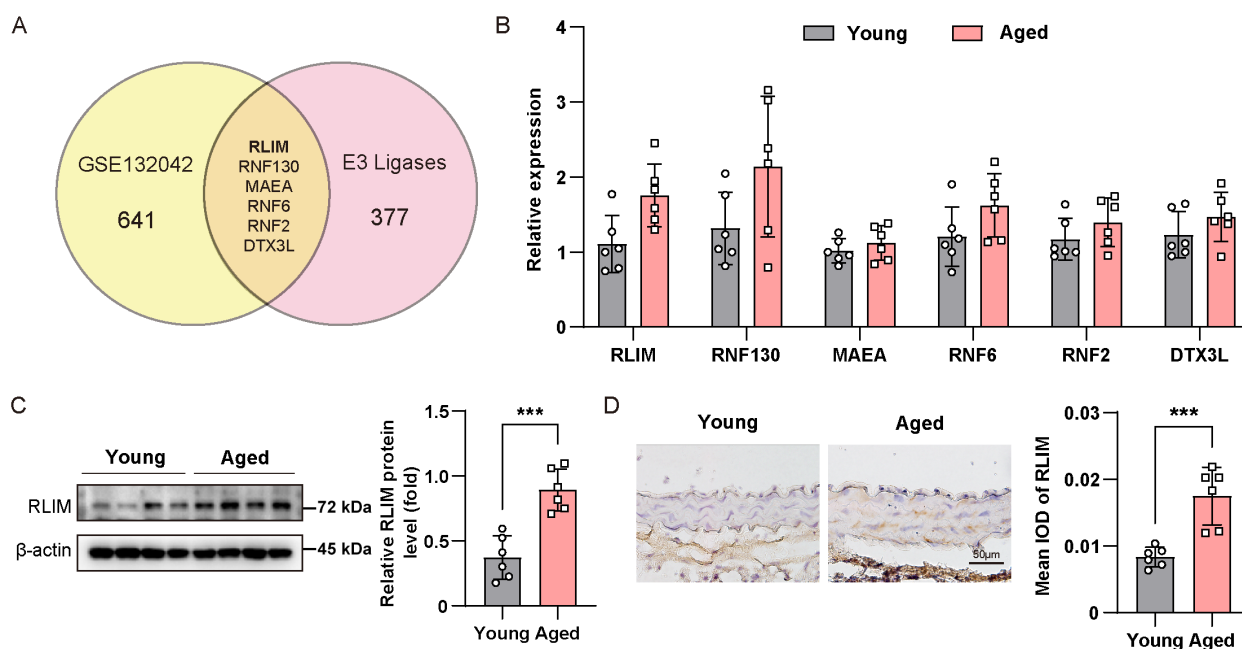 A
GSE132042
641
RLIM
RNF130
MAEA
RNF6
RNF2
DTX3L
E3 Ligases
377
B
Young
Aged
Relative expression
4
3
2
1
0
RLIM
RNF130
MAEA
RNF6
RNF2
DTX3L
C
Young
Aged
RLIM
72 kDa
β-actin
45 kDa
Relative RLIM protein
level (fold)
1.5
1.0
0.5
0
***
Young
Aged
D
Young
Aged
50μm
Mean IOD of RLIM
0.03
0.02
0.01
0
***
Young
Aged